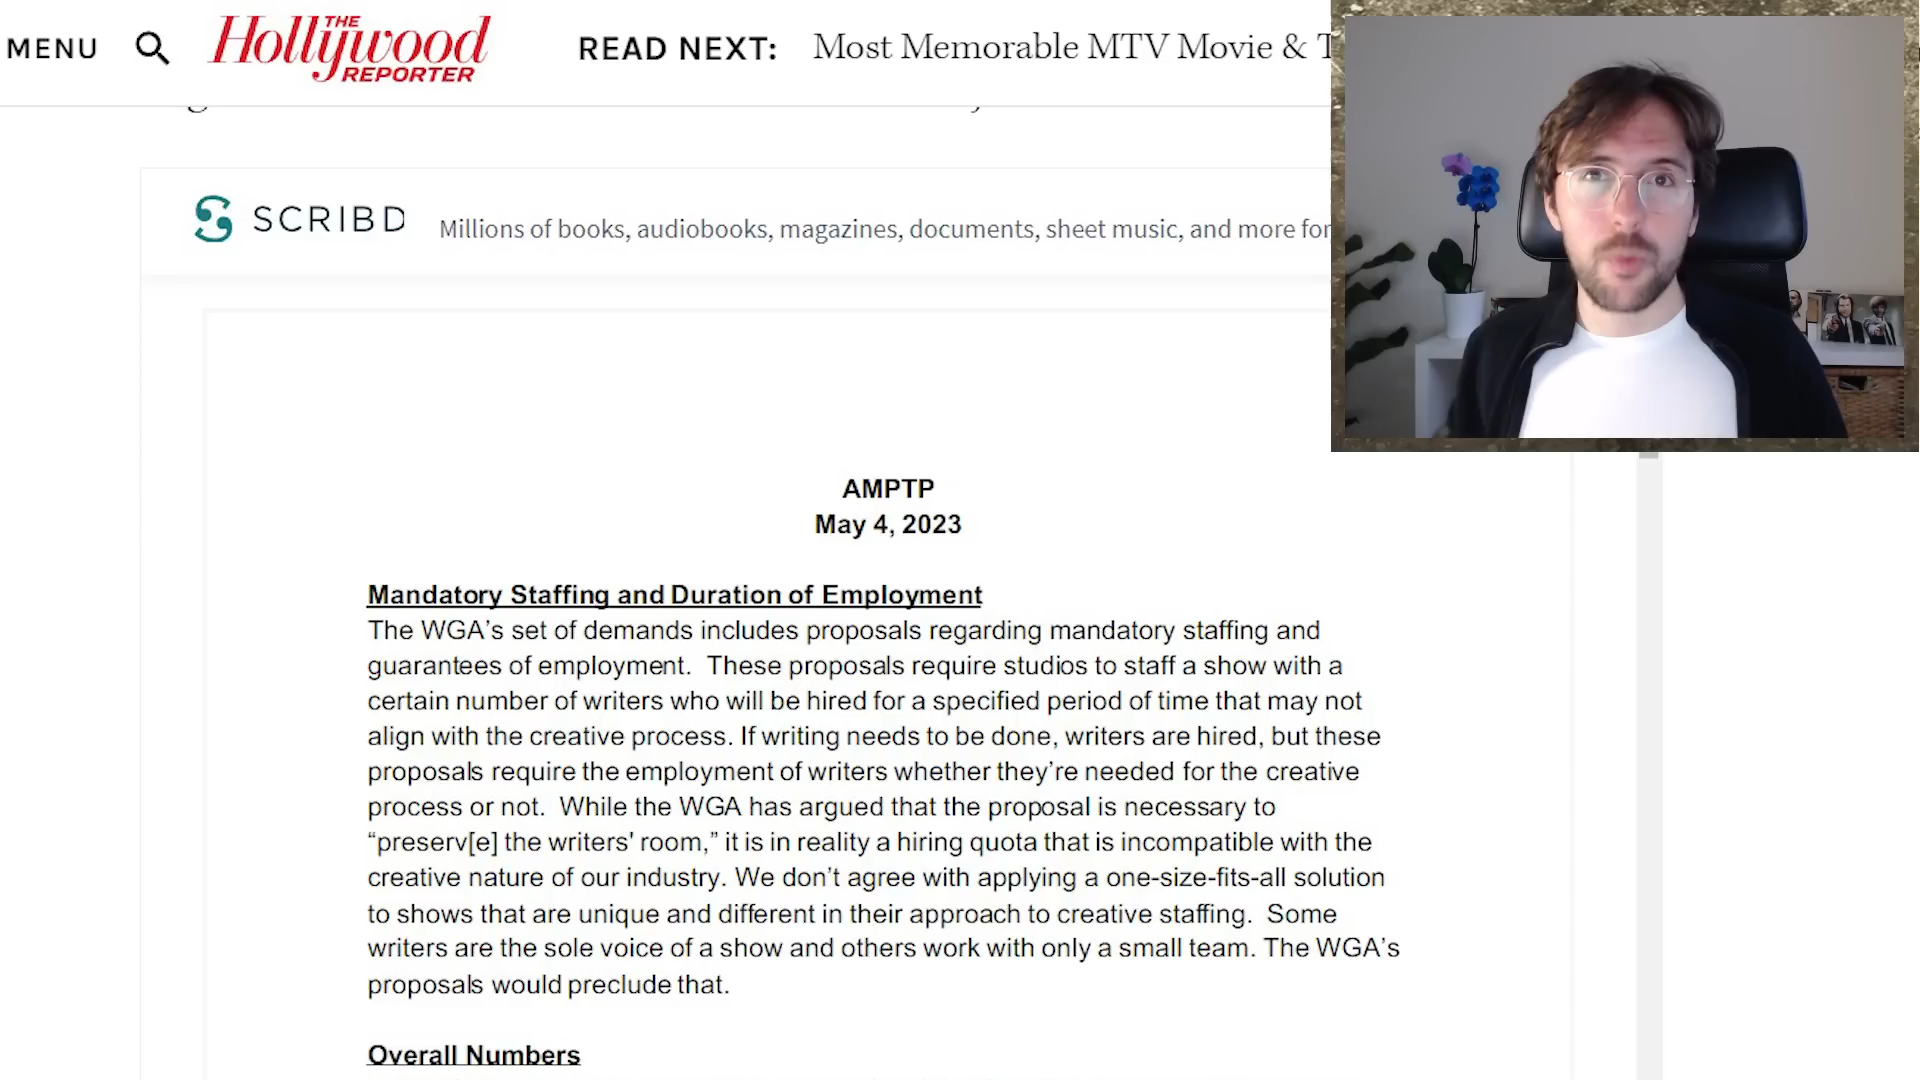 MENU
THE
Hollywood
REPORTER
READ NEXT:
Most Memorable MTV Movie & T
SCRIBD
Millions of books, audiobooks, magazines, documents, sheet music, and more for
AMPTP
May 4, 2023
Mandatory Staffing and Duration of Employment
The WGA’s set of demands includes proposals regarding mandatory staffing and
guarantees of employment.  These proposals require studios to staff a show with a
certain number of writers who will be hired for a specified period of time that may not
align with the creative process. If writing needs to be done, writers are hired, but these
proposals require the employment of writers whether they’re needed for the creative
process or not.  While the WGA has argued that the proposal is necessary to
“preserv[e] the writers' room,” it is in reality a hiring quota that is incompatible with the
creative nature of our industry. We don’t agree with applying a one-size-fits-all solution
to shows that are unique and different in their approach to creative staffing.  Some
writers are the sole voice of a show and others work with only a small team. The WGA’s
proposals would preclude that.
Overall Numbers